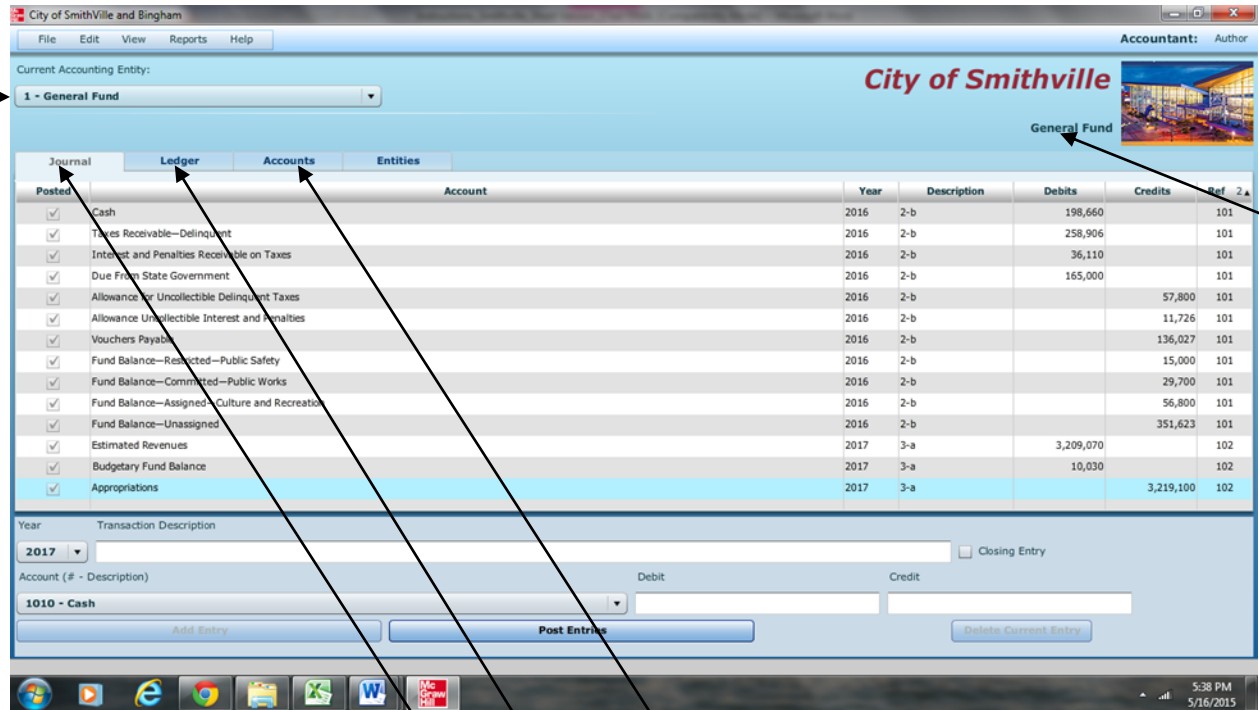 City of SmithVille and Bingham
File Edit View Reports Help Accountant: Author
Current Accounting Entity:
1 - General Fund
City of Smithville
General Fund
Journal Ledger Accounts Entities
Posted Account Year Description Debits Credits Ref 2
Cash 2016 2-b 198,660 101
Taxes Receivable—Delinquent 2016 2-b 258,906 101
Interest and Penalties Receivable on Taxes 2016 2-b 36,110 101
Due From State Government 2016 2-b 165,000 101
Allowance for Uncollectible Delinquent Taxes 2016 2-b 57,800 101
Allowance Uncollectible Interest and Penalties 2016 2-b 11,726 101
Vouchers Payable 2016 2-b 136,027 101
Fund Balance—Restricted—Public Safety 2016 2-b 15,000 101
Fund Balance—Committed—Public Works 2016 2-b 29,700 101
Fund Balance—Assigned—Culture and Recreation 2016 2-b 56,800 101
Fund Balance—Unassigned 2016 2-b 351,623 101
Estimated Revenues 2017 3-a 3,209,070 102
Budgetary Fund Balance 2017 3-a 10,030 102
Appropriations 2017 3-a 3,219,100 102
Year Transaction Description
2017 Closing Entry
Account (# - Description) Debit Credit
1010 - Cash
Add Entry Post Entries Delete Current Entry
Mc
Graw
Hill
5:38 PM
5/16/2015